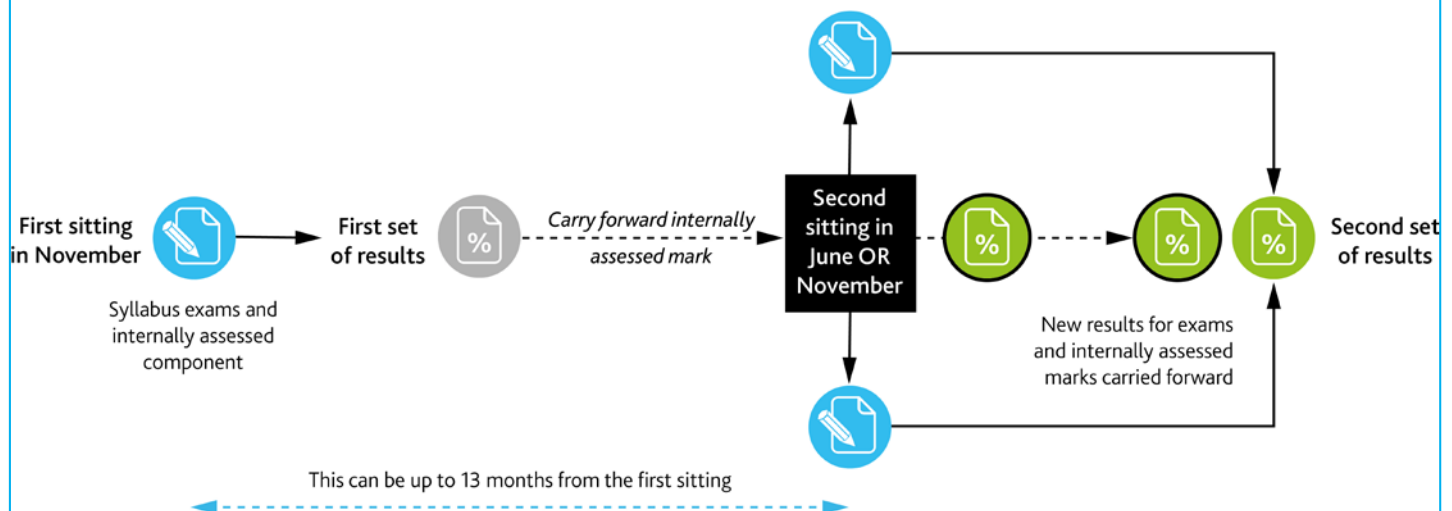 First sitting
in November
Syllabus exams and
internally assessed
component
First set
of results
%
Carry forward internally
assessed mark
Second
sitting in
June OR
November
%
%
%
New results for exams
and internally assessed
marks carried forward
Second set
of results
This can be up to 13 months from the first sitting